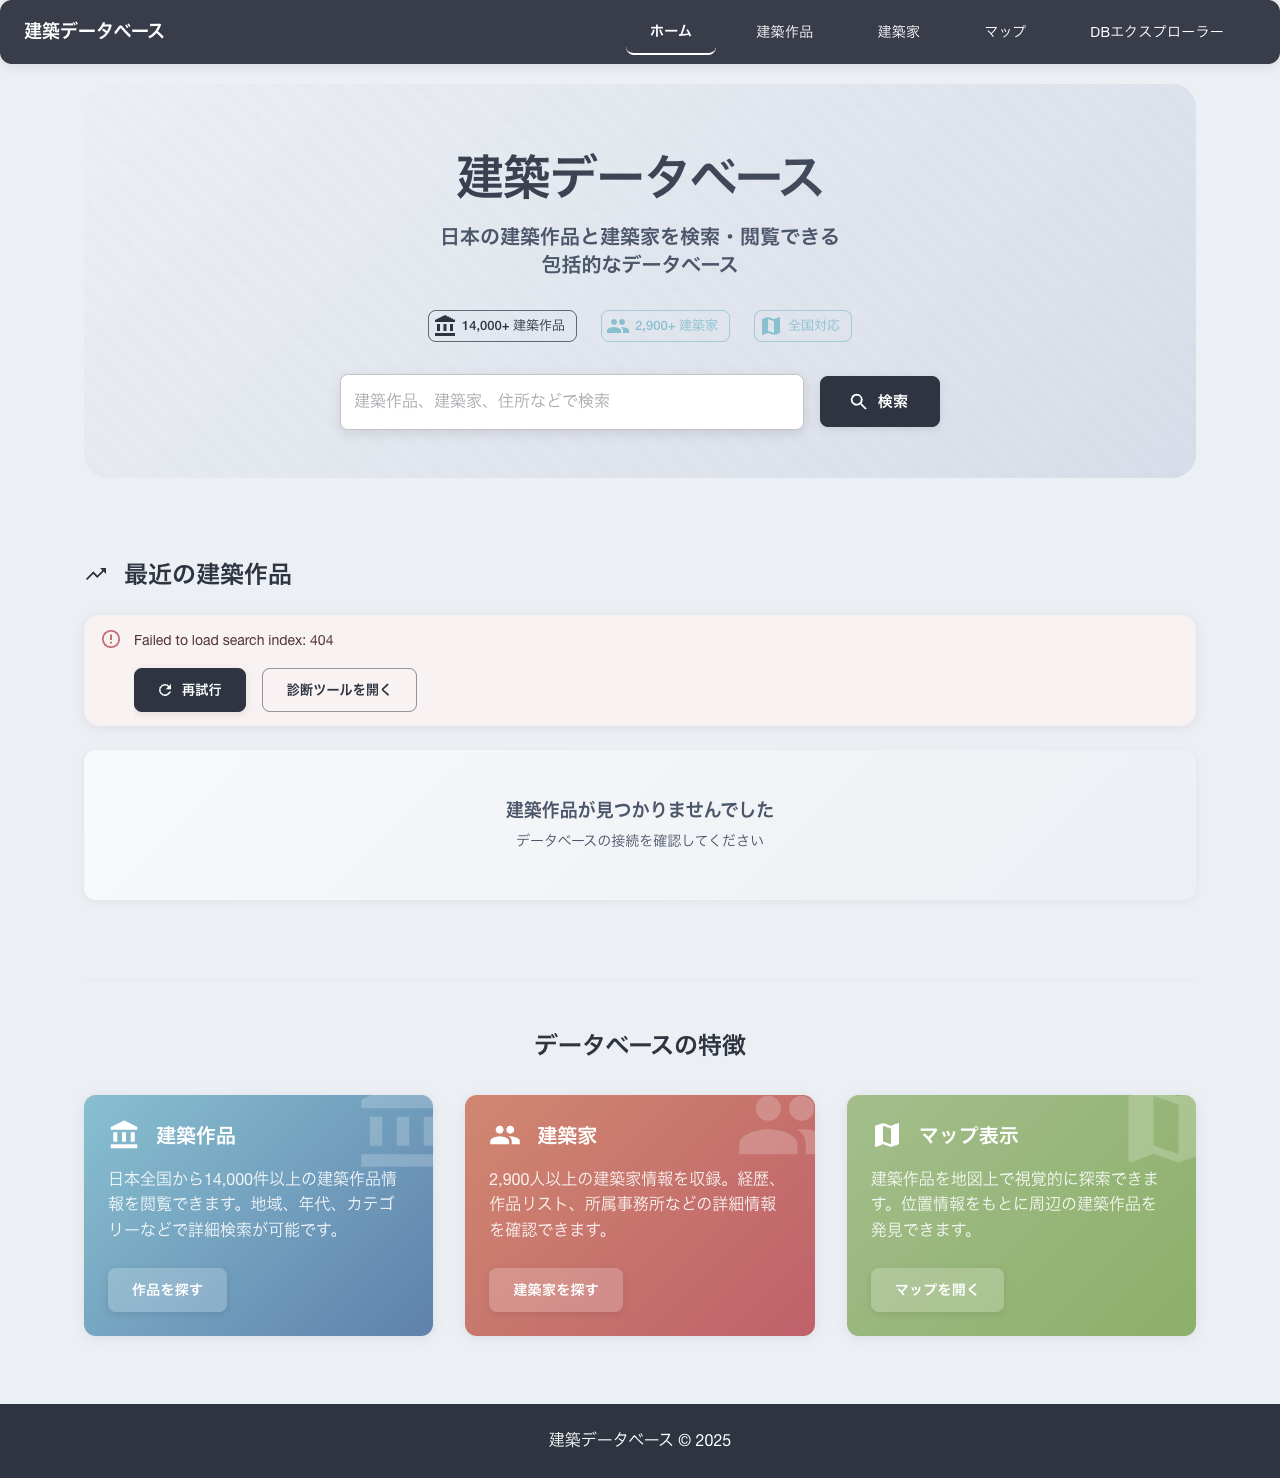 建築データベース
ホーム
建築作品
建築家
マップ
DBエクスプローラー
建築データベース
日本の建築作品と建築家を検索・閲覧できる
包括的なデータベース
14,000+ 建築作品
2,900+ 建築家
全国対応
建築作品、建築家、住所などで検索
検索
最近の建築作品
Failed to load search index: 404
再試行
診断ツールを開く
建築作品が見つかりませんでした
データベースの接続を確認してください
データベースの特徴
建築作品
日本全国から14,000件以上の建築作品情
報を閲覧できます。地域、年代、カテゴ
リーなどで詳細検索が可能です。
作品を探す
建築家
2,900人以上の建築家情報を収録。経歴、
作品リスト、所属事務所などの詳細情報
を確認できます。
建築家を探す
マップ表示
建築作品を地図上で視覚的に探索できま
す。位置情報をもとに周辺の建築作品を
発見できます。
マップを開く
建築データベース © 2025